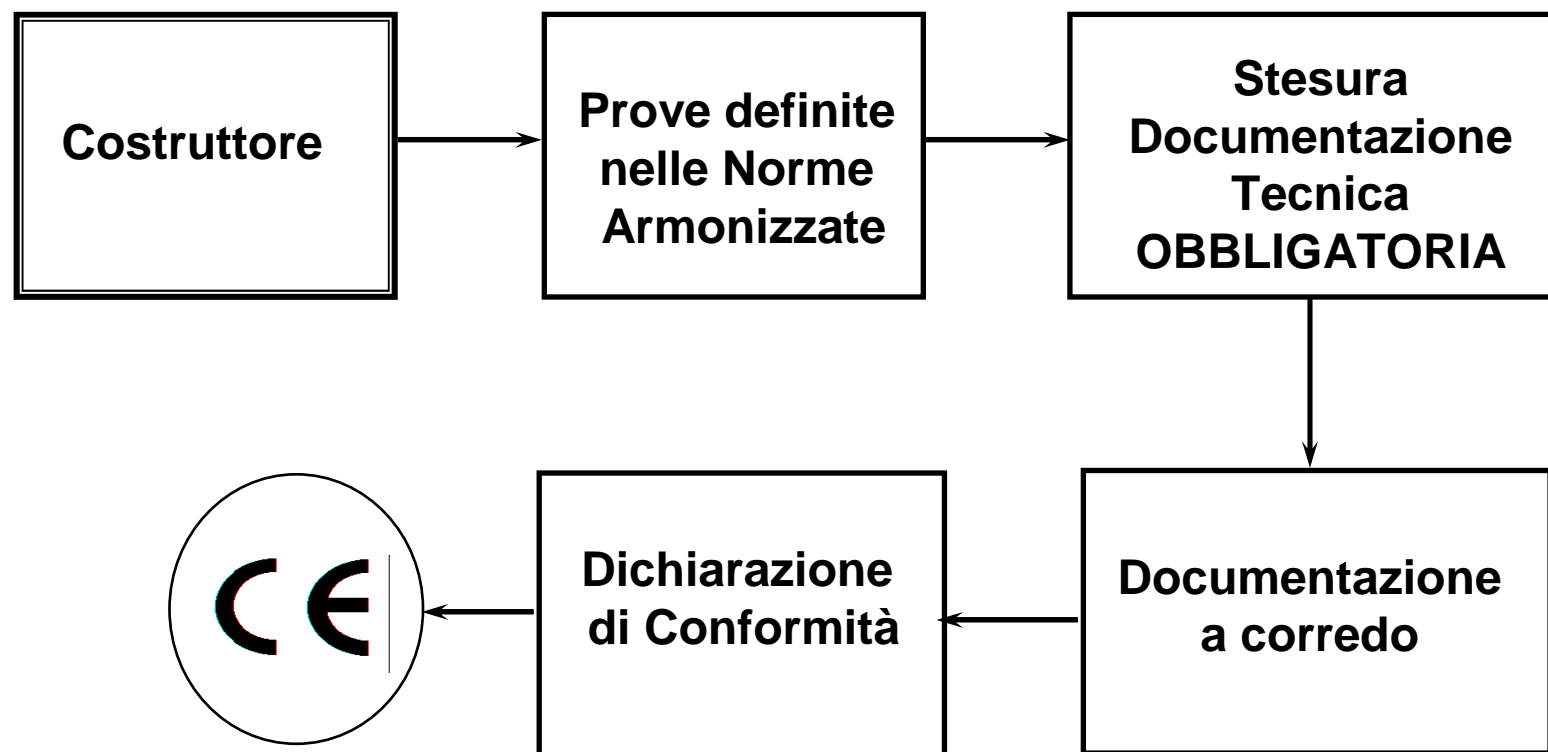 Costruttore
Prove definite
nelle Norme
Armonizzate
Stesura
Documentazione
Tecnica
OBBLIGATORIA
Documentazione
a corredo
Dichiarazione
di Conformità
CE